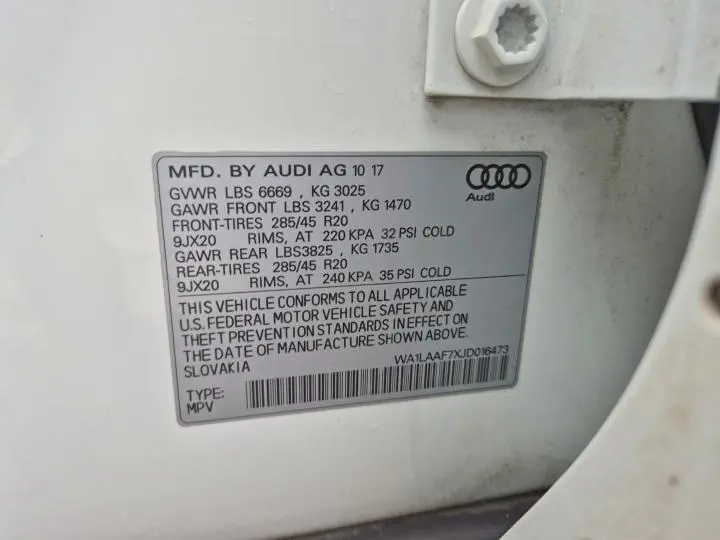 MFD. BY AUDI AG 10 17
GVWR LBS 6669 , KG 3025
GAWR FRONT LBS 3241 , KG 1470
FRONT-TIRES 285/45 R20
9JX20 RIMS, AT 220 KPA 32 PSI COLD
GAWR REAR LBS3825 , KG 1735
REAR-TIRES 285/45 R20
9JX20 RIMS, AT 240 KPA 35 PSI COLD
Audi
THIS VEHICLE CONFORMS TO ALL APPLICABLE
U.S. FEDERAL MOTOR VEHICLE SAFETY AND
THEFT PREVENTION STANDARDS IN EFFECT ON
THE DATE OF MANUFACTURE SHOWN ABOVE.
SLOVAKIA
WA1LAAF7XJD016473
TYPE:
MPV